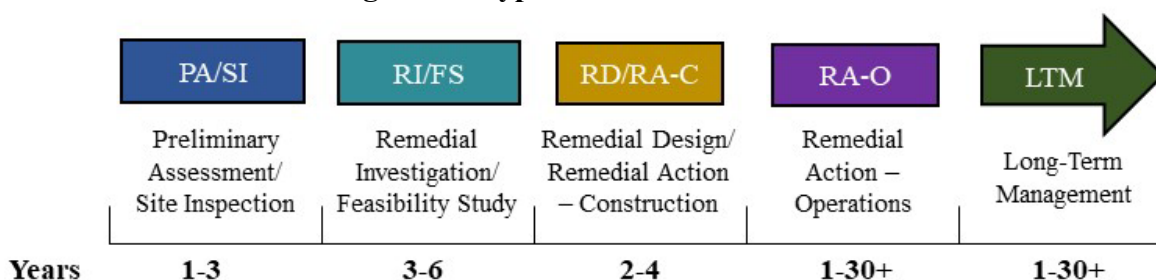 PA/SI
RI/FS
RD/RA-C
RA-O
LTM
Preliminary
Assessment/
Site Inspection
Remedial
Investigation/
Feasibility Study
Remedial Design/
Remedial Action
– Construction
Remedial
Action –
Operations
Long-Term
Management
Years 1-3 3-6 2-4 1-30+ 1-30+